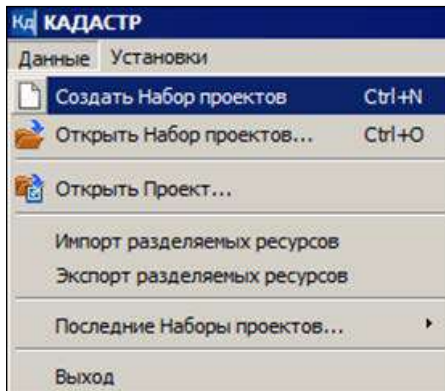 Кд КАДАСТР
Данные Установки
Создать Набор проектов Ctrl+N
Открыть Набор проектов... Ctrl+O
Открыть Проект...
Импорт разделяемых ресурсов
Экспорт разделяемых ресурсов
Последние Наборы проектов...
Выход